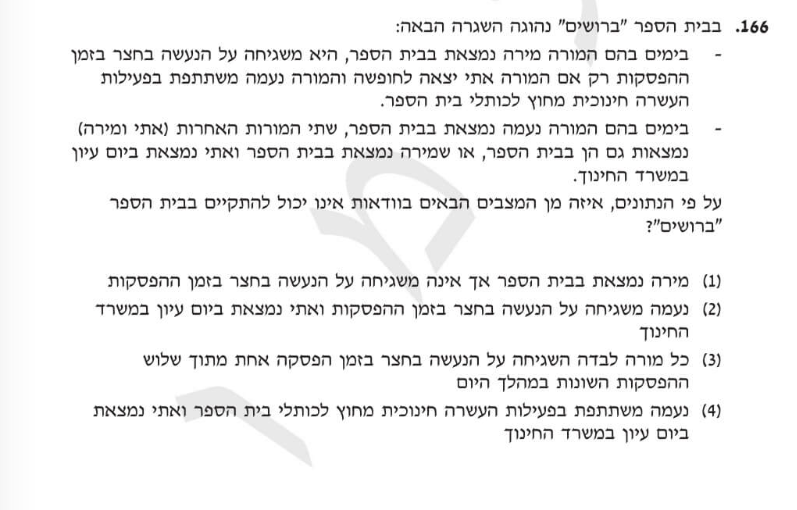 166. בבית הספר "ברושים" נהוגה השגרה הבאה:
- בימים בהם המורה מירה נמצאת בבית הספר, היא משגיחה על הנעשה בחצר בזמן
ההפסקות רק אם המורה אתי יצאה לחופשה והמורה נעמה משתתפת בפעילות
העשרה חינוכית מחוץ לכותלי בית הספר.
- בימים בהם המורה נעמה נמצאת בבית הספר, שתי המורות האחרות (אתי ומירה)
נמצאות גם הן בבית הספר, או שמירה נמצאת בבית הספר ואתי נמצאת ביום עיון
במשרד החינוך.
על פי הנתונים, איזה מן המצבים הבאים בוודאות אינו יכול להתקיים בבית הספר
"ברושים"?
(1) מירה נמצאת בבית הספר אך אינה משגיחה על הנעשה בחצר בזמן ההפסקות
(2) נעמה משגיחה על הנעשה בחצר בזמן ההפסקות ואתי נמצאת ביום עיון במשרד
החינוך
(3) כל מורה לבדה השגיחה על הנעשה בחצר בזמן הפסקה אחת מתוך שלוש
ההפסקות השונות במהלך היום
(4) נעמה משתתפת בפעילות העשרה חינוכית מחוץ לכותלי בית הספר ואתי נמצאת
ביום עיון במשרד החינוך